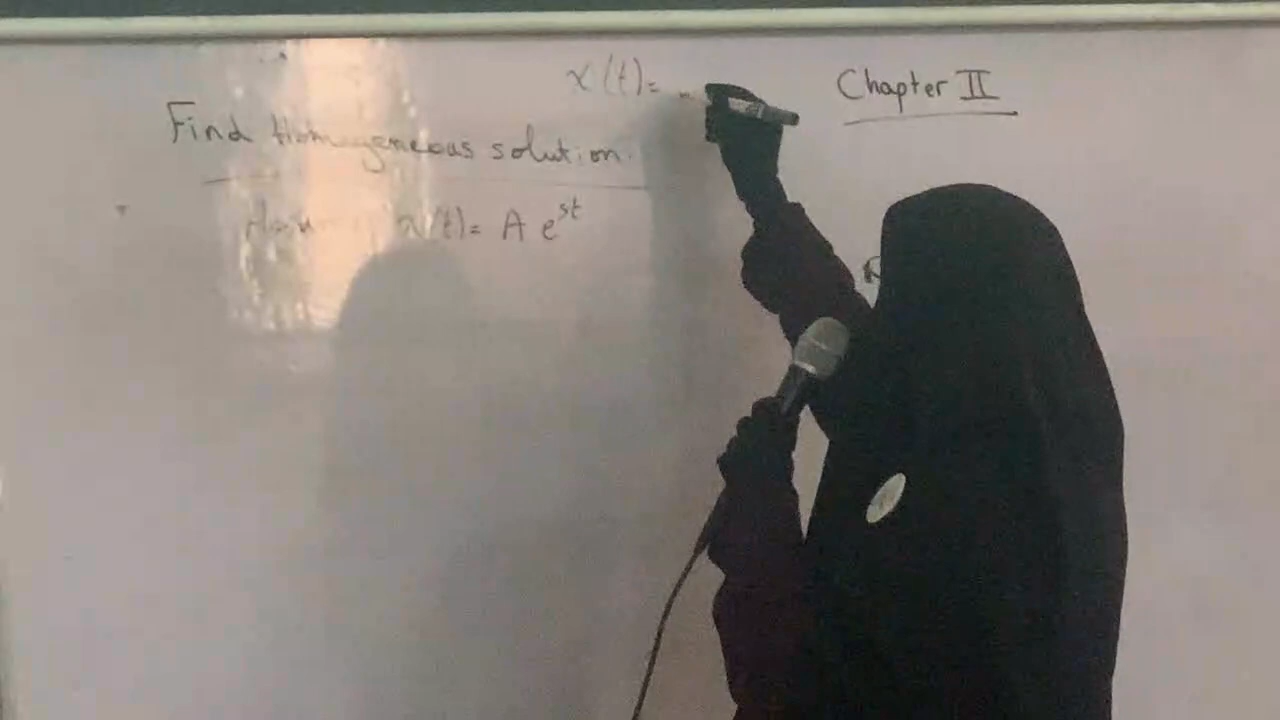 x(t)=
Chapter II
Find Homogeneous solution.
x(t)= A e^st